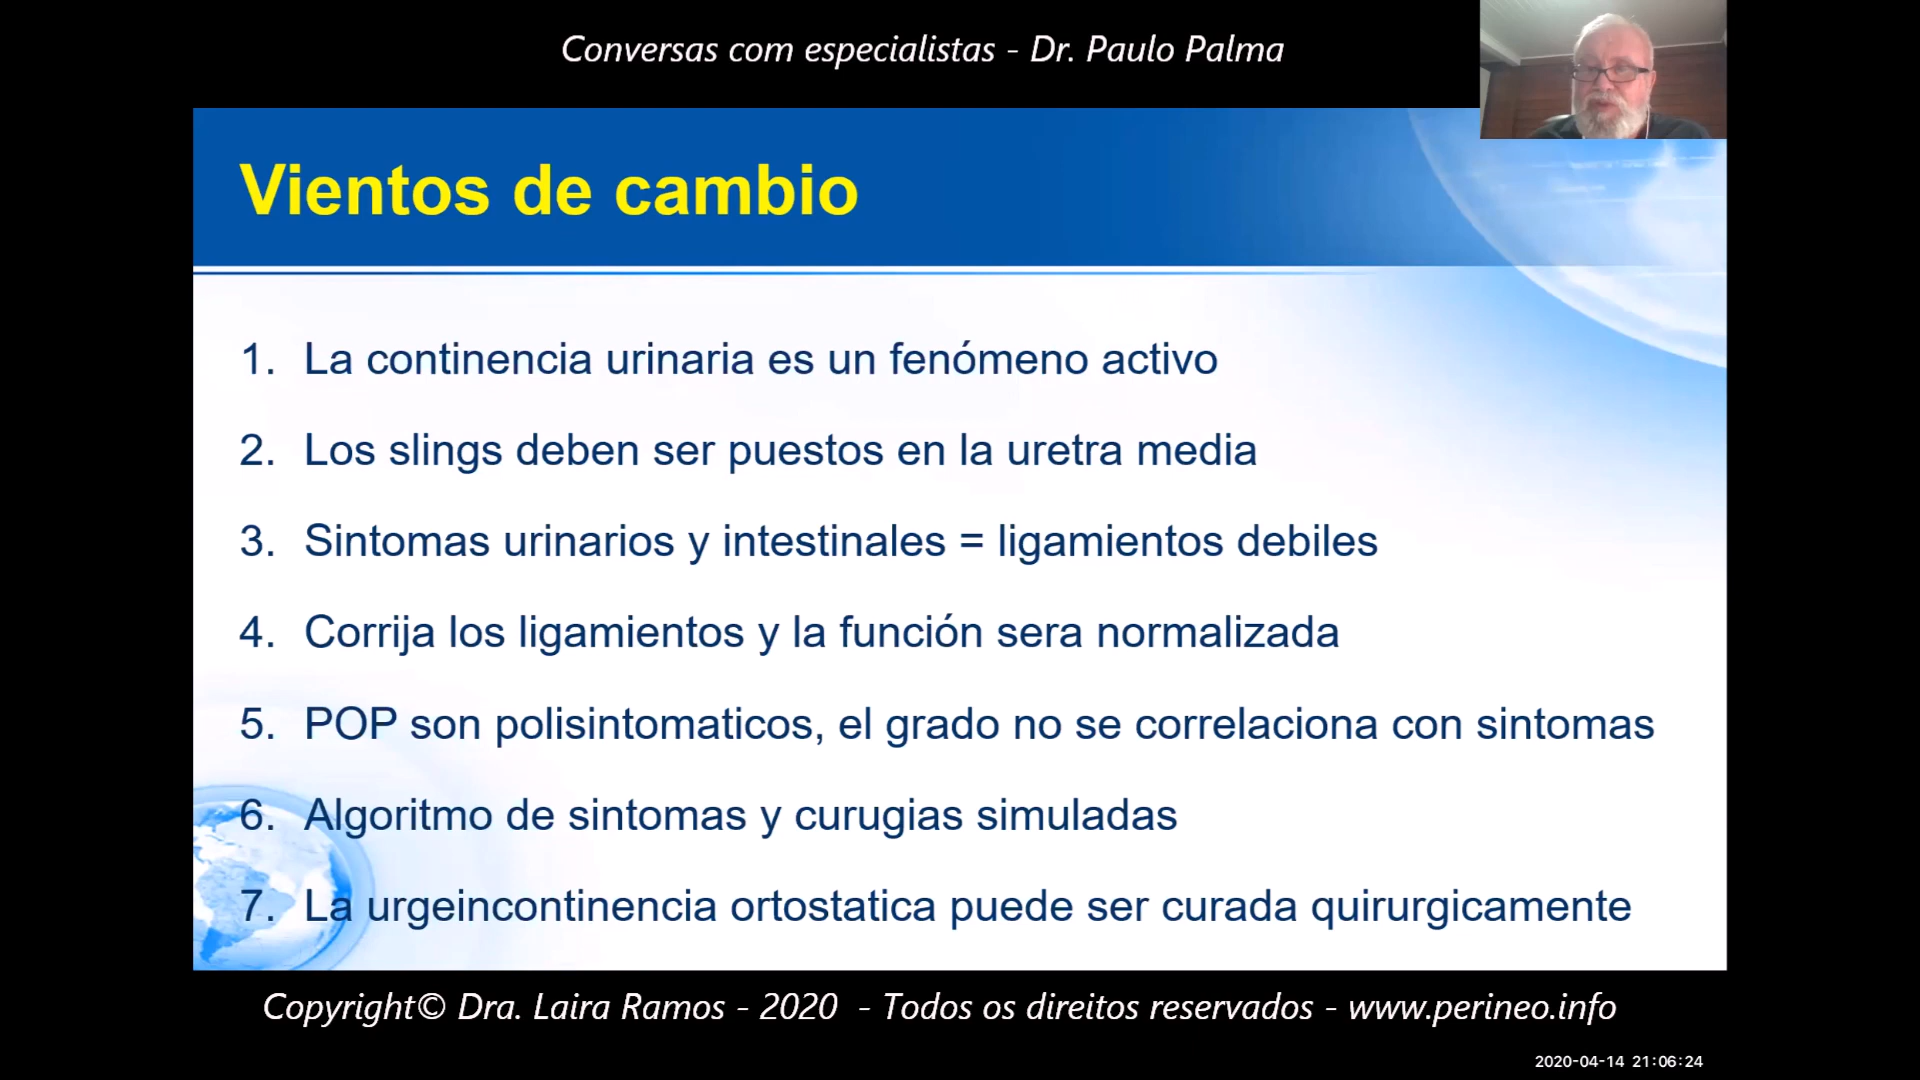 Conversas com especialistas - Dr. Paulo Palma
Vientos de cambio
1. La continencia urinaria es un fenómeno activo
2. Los slings deben ser puestos en la uretra media
3. Sintomas urinarios y intestinales = ligamientos debiles
4. Corrija los ligamientos y la función sera normalizada
5. POP son polisintomaticos, el grado no se correlaciona con sintomas
6. Algoritmo de sintomas y curugias simuladas
7. La urgeincontinencia ortostatica puede ser curada quirurgicamente
Copyright© Dra. Laira Ramos - 2020 - Todos os direitos reservados - www.perineo.info
2020-04-14 21:06:24